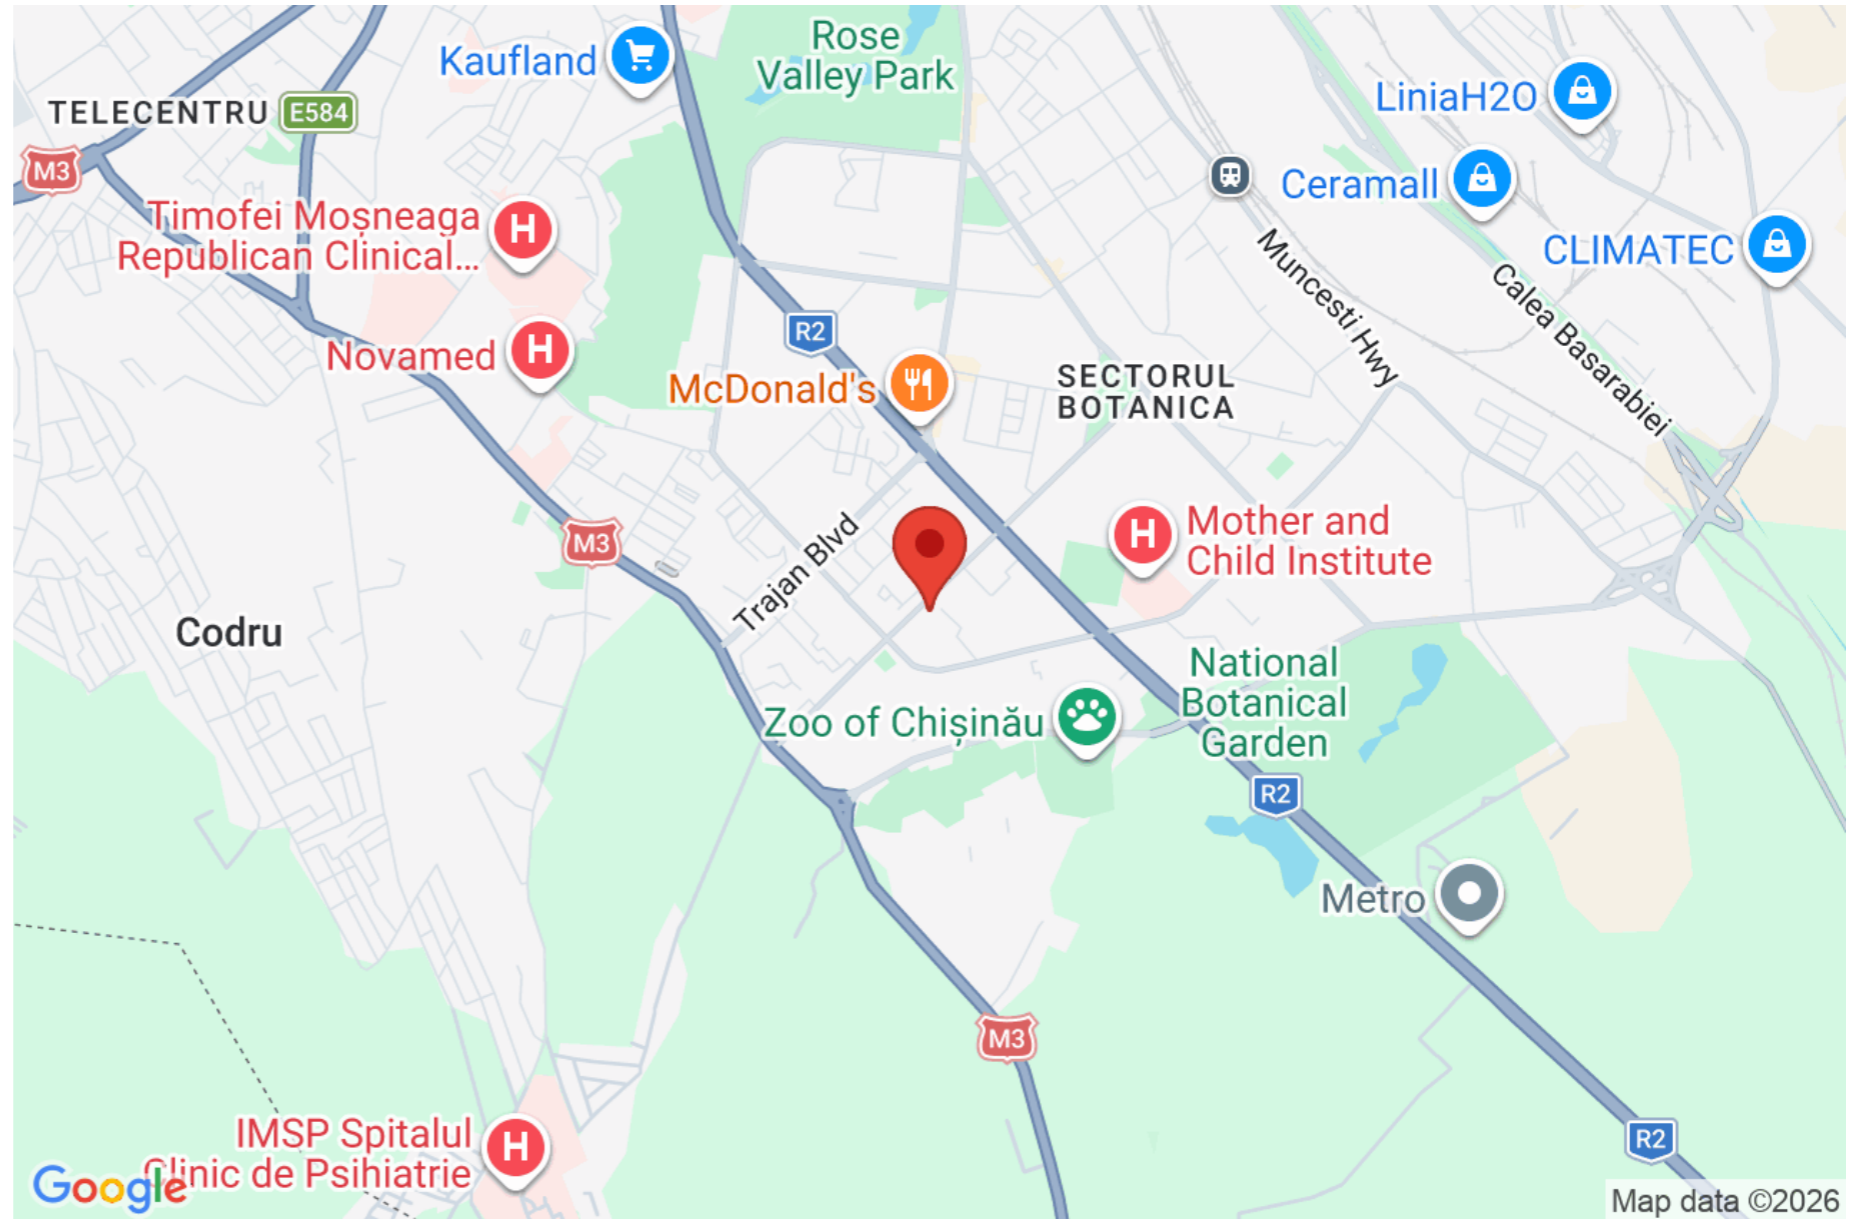 Rose
Valley Park
Kaufland
LiniaH2O
TELECENTRU
E584
M3
Ceramall
Timofei Moșneaga
Republican Clinical...
CLIMATEC
Muncesti Hwy
Calea Basarabiei
R2
Novamed
McDonald's
SECTORUL
BOTANICA
Mother and
Child Institute
M3
Trajan Blvd
Codru
National
Botanical
Garden
Zoo of Chișinău
R2
Metro
M3
IMSP Spitalul
Clinic de Psihiatrie
R2
Google
Map data ©2026